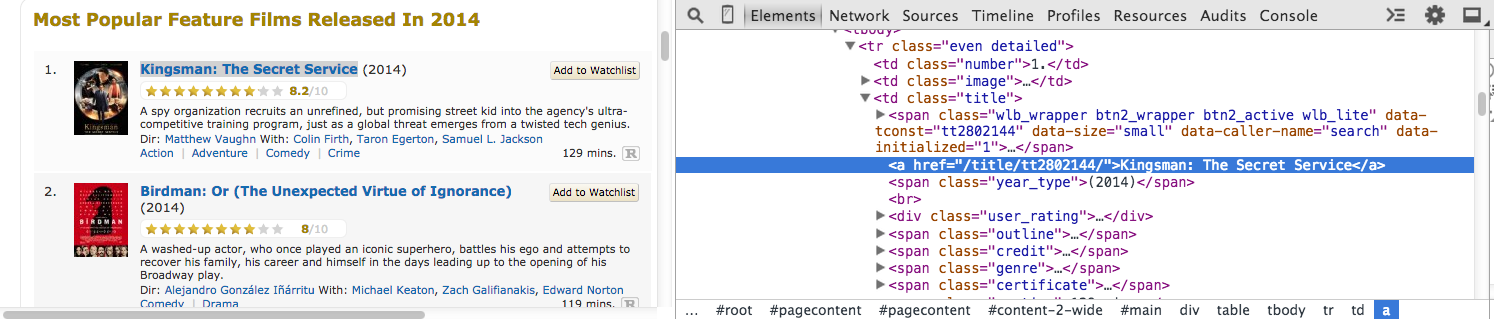 Most Popular Feature Films Released In 2014
1.
Kingsman: The Secret Service (2014)
Add to Watchlist
8.2/10
A spy organization recruits an unrefined, but promising street kid into the agency's ultra-
competitive training program, just as a global threat emerges from a twisted tech genius.
Dir: Matthew Vaughn With: Colin Firth, Taron Egerton, Samuel L. Jackson
Action | Adventure | Comedy | Crime
129 mins. R
2.
Birdman: Or (The Unexpected Virtue of Ignorance)
(2014)
Add to Watchlist
8/10
A washed-up actor, who once played an iconic superhero, battles his ego and attempts to
recover his family, his career and himself in the days leading up to the opening of his
Broadway play.
Dir: Alejandro González Iñárritu With: Michael Keaton, Zach Galifianakis, Edward Norton
Comedy | Drama
119 mins. R
Kingsman
BIRDMAN
Elements Network Sources Timeline Profiles Resources Audits Console
<tbody>
<tr class="even detailed">
<td class="number">1.</td>
<td class="image">…</td>
<td class="title">
<span class="wlb_wrapper btn2_wrapper btn2_active wlb_lite" data-
tconst="tt2802144" data-size="small" data-caller-name="search" data-
initialized="1">…</span>
<a href="/title/tt2802144/">Kingsman: The Secret Service</a>
<span class="year_type">(2014)</span>
<br>
<div class="user_rating">…</div>
<span class="outline">…</span>
<span class="credit">…</span>
<span class="genre">…</span>
<span class="certificate">…</span>
… #root #pagecontent #pagecontent #content-2-wide #main div table tbody tr td a